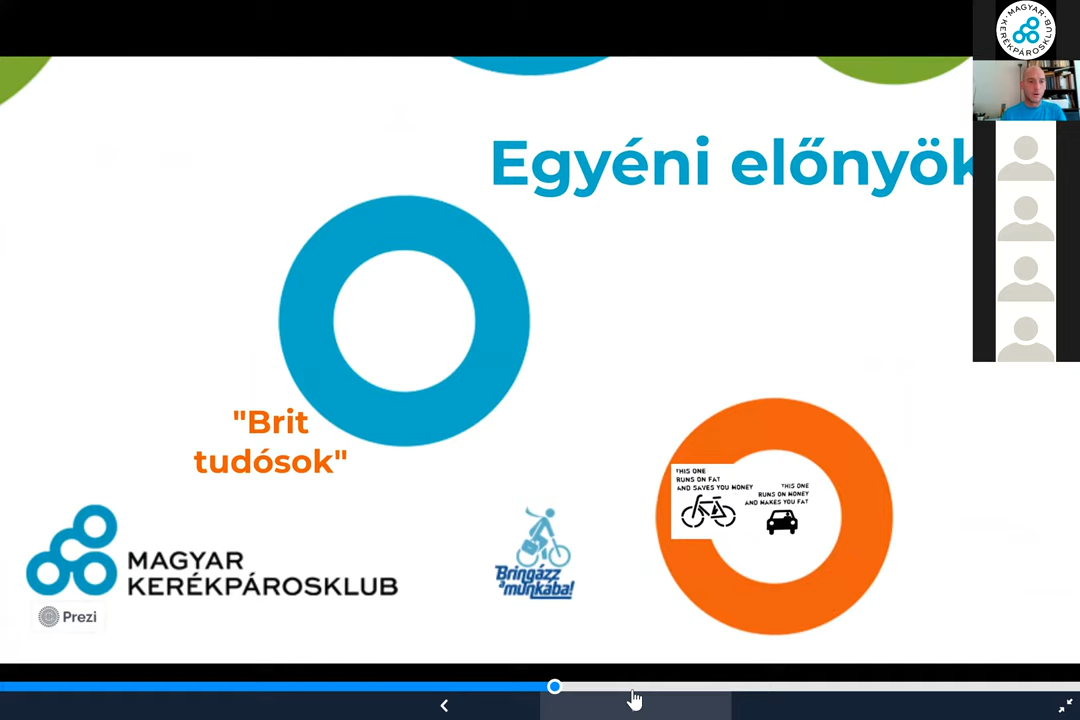 MAGYAR
KERÉKPÁROSKLUB
Egyéni előnyök
"Brit
tudósok"
THIS ONE
RUNS ON FAT
AND SAVES YOU MONEY
THIS ONE
RUNS ON MONEY
AND MAKES YOU FAT
MAGYAR
KERÉKPÁROSKLUB
Bringázz
a munkába!
Prezi